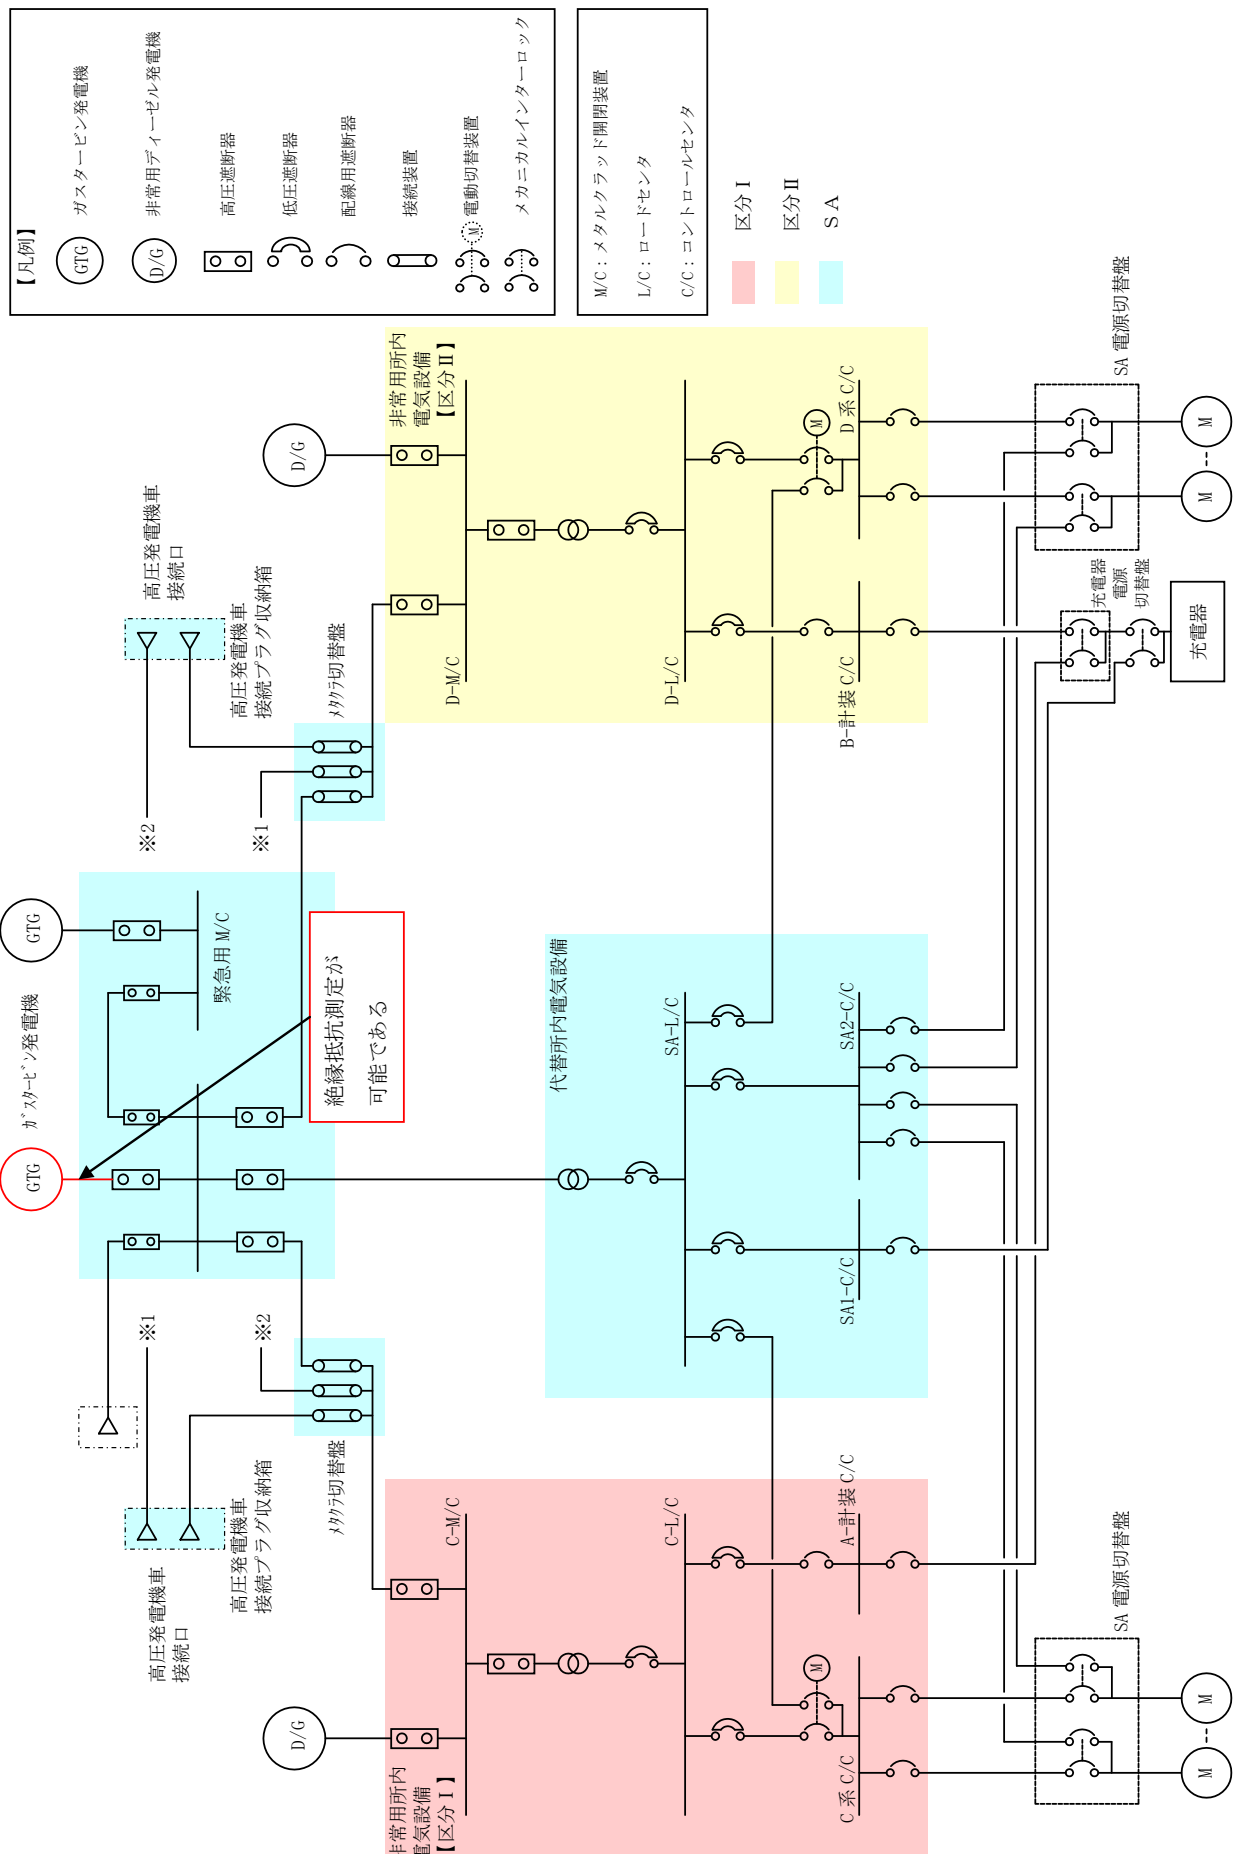 【凡例】
GTG
ガスタービン発電機
D/G
非常用ディーゼル発電機
高圧遮断器
低圧遮断器
配線用遮断器
接続装置
M
電動切替装置
メカニカルインターロック
M/C：メタルクラッド開閉装置
L/C：ロードセンタ
C/C：コントロールセンタ
区分Ⅰ
区分Ⅱ
ＳＡ
GTG
ｶﾞｽﾀｰﾋﾞﾝ発電機
GTG
緊急用 M/C
絶縁抵抗測定が
可能である
高圧発電機車
接続口
高圧発電機車
接続プラグ収納箱
※2
※1
ﾒﾀｸﾗ切替盤
D/G
非常用所内
電気設備
【区分Ⅱ】
D-M/C
D-L/C
M
D 系 C/C
B-計装 C/C
SA 電源切替盤
M
M
充電器
電源
切替盤
充電器
代替所内電気設備
SA-L/C
SA2-C/C
SA1-C/C
※1
※2
高圧発電機車
接続口
高圧発電機車
接続プラグ収納箱
ﾒﾀｸﾗ切替盤
D/G
非常用所内
電気設備
【区分Ⅰ】
C-M/C
C-L/C
A-計装 C/C
M
C 系 C/C
SA 電源切替盤
M
M